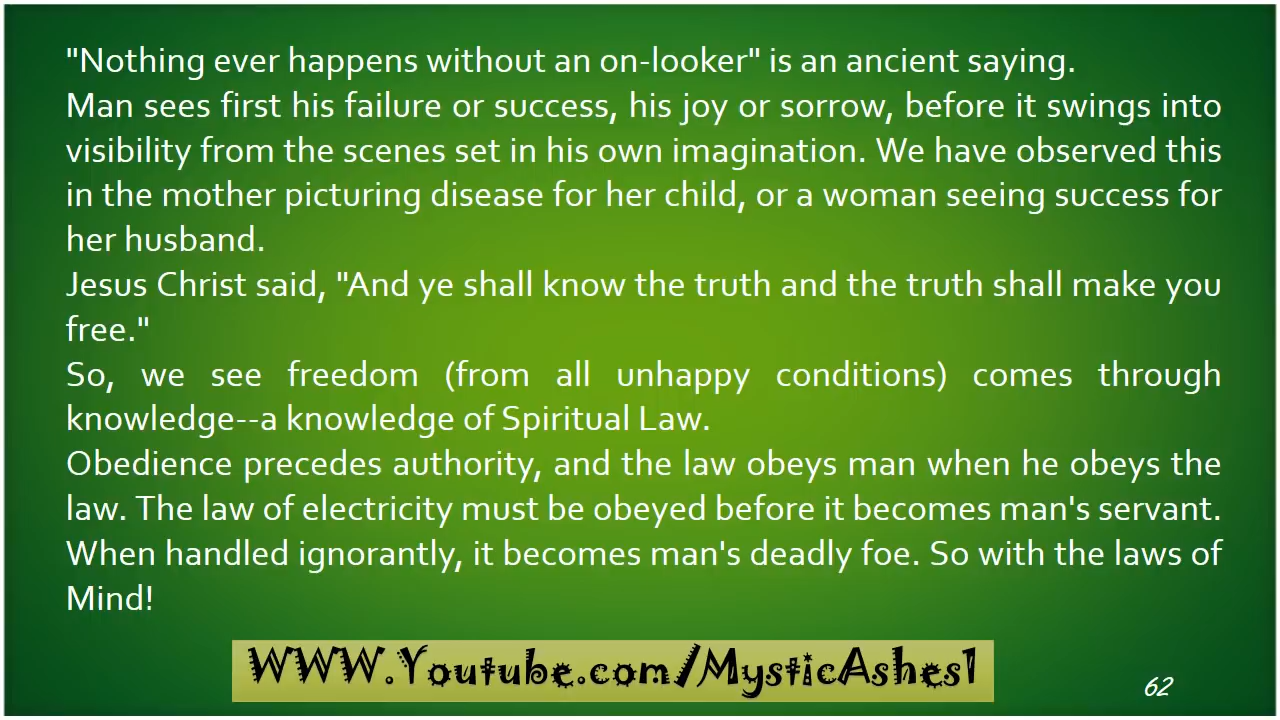 "Nothing ever happens without an on-looker" is an ancient saying.
Man sees first his failure or success, his joy or sorrow, before it swings into
visibility from the scenes set in his own imagination. We have observed this
in the mother picturing disease for her child, or a woman seeing success for
her husband.
Jesus Christ said, "And ye shall know the truth and the truth shall make you
free."
So, we see freedom (from all unhappy conditions) comes through
knowledge--a knowledge of Spiritual Law.
Obedience precedes authority, and the law obeys man when he obeys the
law. The law of electricity must be obeyed before it becomes man's servant.
When handled ignorantly, it becomes man's deadly foe. So with the laws of
Mind!
WWW.Youtube.com/MysticAshes1
62